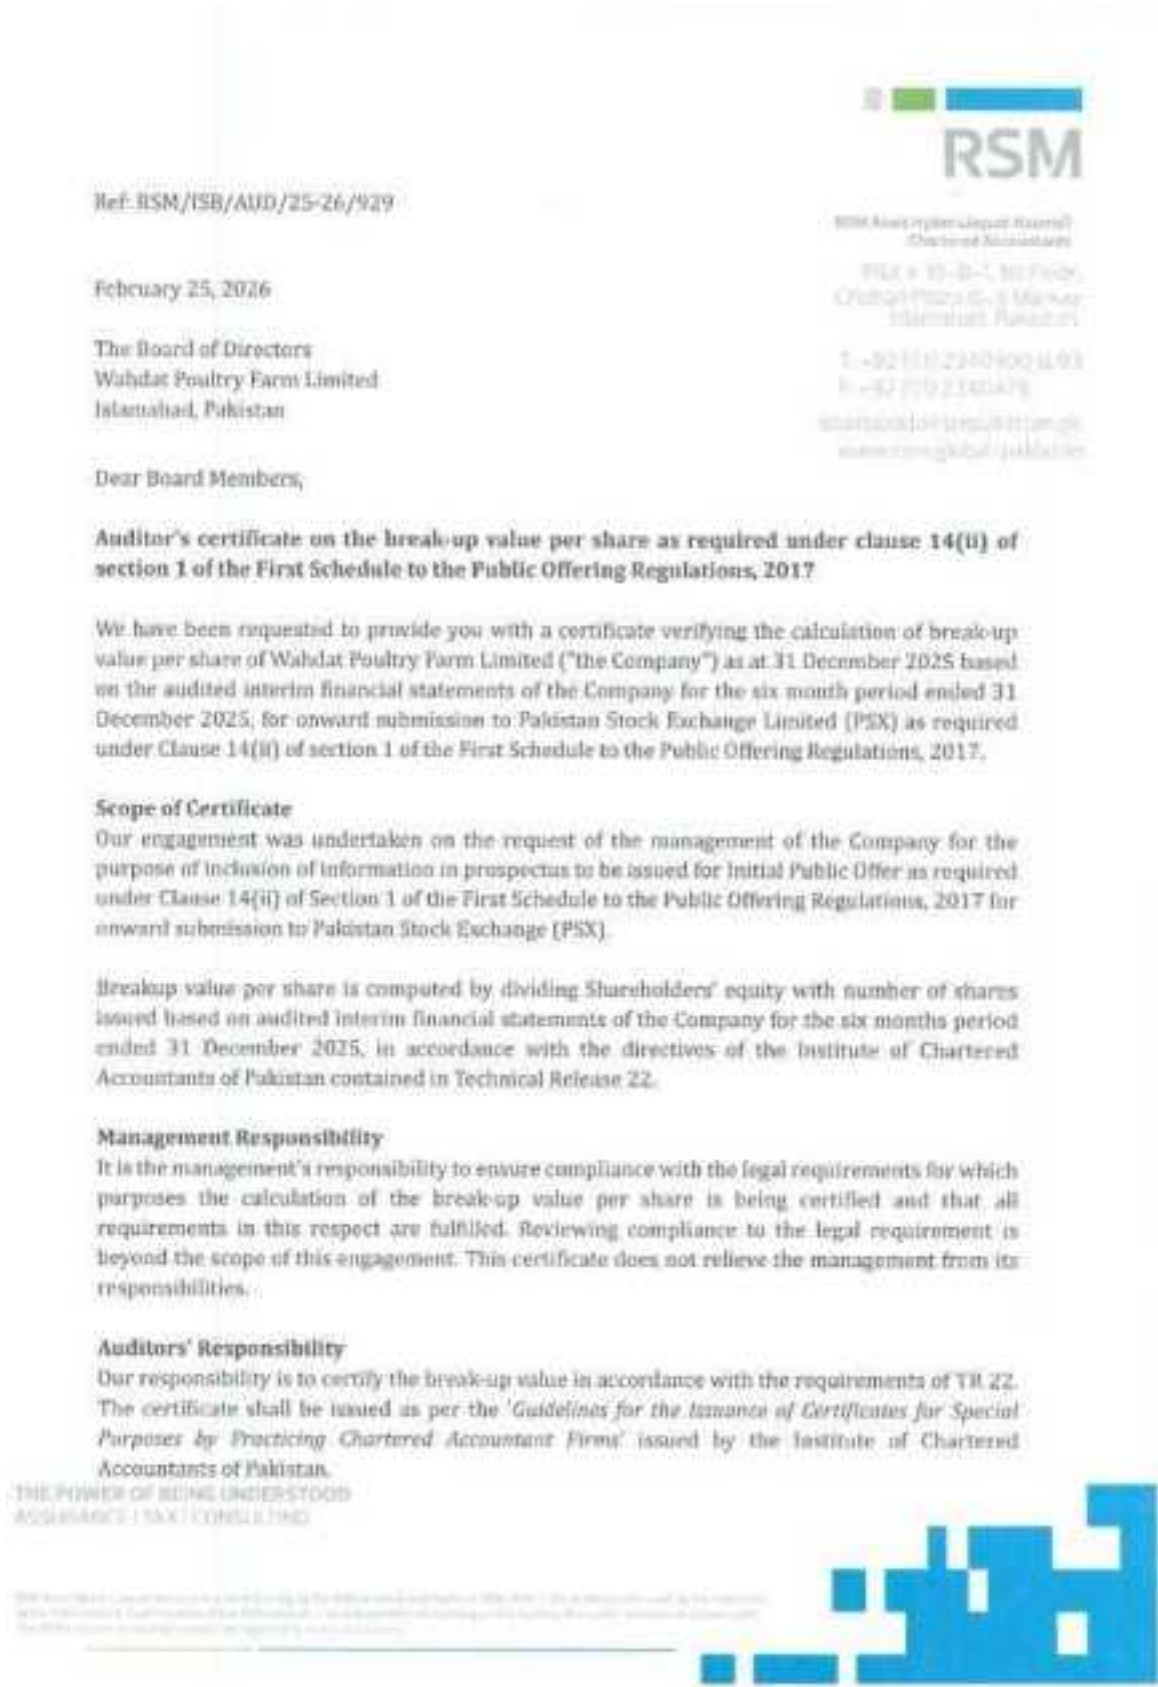 RSM
Ref: RSM/ISB/AUD/25-26/929
Chartered Accountants
February 25, 2026
Islamabad, Pakistan.
The Board of Directors
Wahdat Poultry Farm Limited
Islamabad, Pakistan
Dear Board Members,
Auditor's certificate on the break-up value per share as required under clause 14(ii) of
section 1 of the First Schedule to the Public Offering Regulations, 2017
We have been requested to provide you with a certificate verifying the calculation of break-up
value per share of Wahdat Poultry Farm Limited ("the Company") as at 31 December 2025 based
on the audited interim financial statements of the Company for the six month period ended 31
December 2025, for onward submission to Pakistan Stock Exchange Limited (PSX) as required
under Clause 14(ii) of section 1 of the First Schedule to the Public Offering Regulations, 2017.
Scope of Certificate
Our engagement was undertaken on the request of the management of the Company for the
purpose of inclusion of information in prospectus to be issued for Initial Public Offer as required
under Clause 14(ii) of Section 1 of the First Schedule to the Public Offering Regulations, 2017 for
onward submission to Pakistan Stock Exchange (PSX).
Breakup value per share is computed by dividing Shareholders' equity with number of shares
issued based on audited interim financial statements of the Company for the six months period
ended 31 December 2025, in accordance with the directives of the Institute of Chartered
Accountants of Pakistan contained in Technical Release 22.
Management Responsibility
It is the management's responsibility to ensure compliance with the legal requirements for which
purposes the calculation of the break-up value per share is being certified and that all
requirements in this respect are fulfilled. Reviewing compliance to the legal requirement is
beyond the scope of this engagement. This certificate does not relieve the management from its
responsibilities.
Auditors' Responsibility
Our responsibility is to certify the break-up value in accordance with the requirements of TR 22.
The certificate shall be issued as per the 'Guidelines for the Issuance of Certificates for Special
Purposes by Practicing Chartered Accountant Firms' issued by the Institute of Chartered
Accountants of Pakistan.
THE POWER OF BEING UNDERSTOOD
ASSURANCE | TAX | CONSULTING